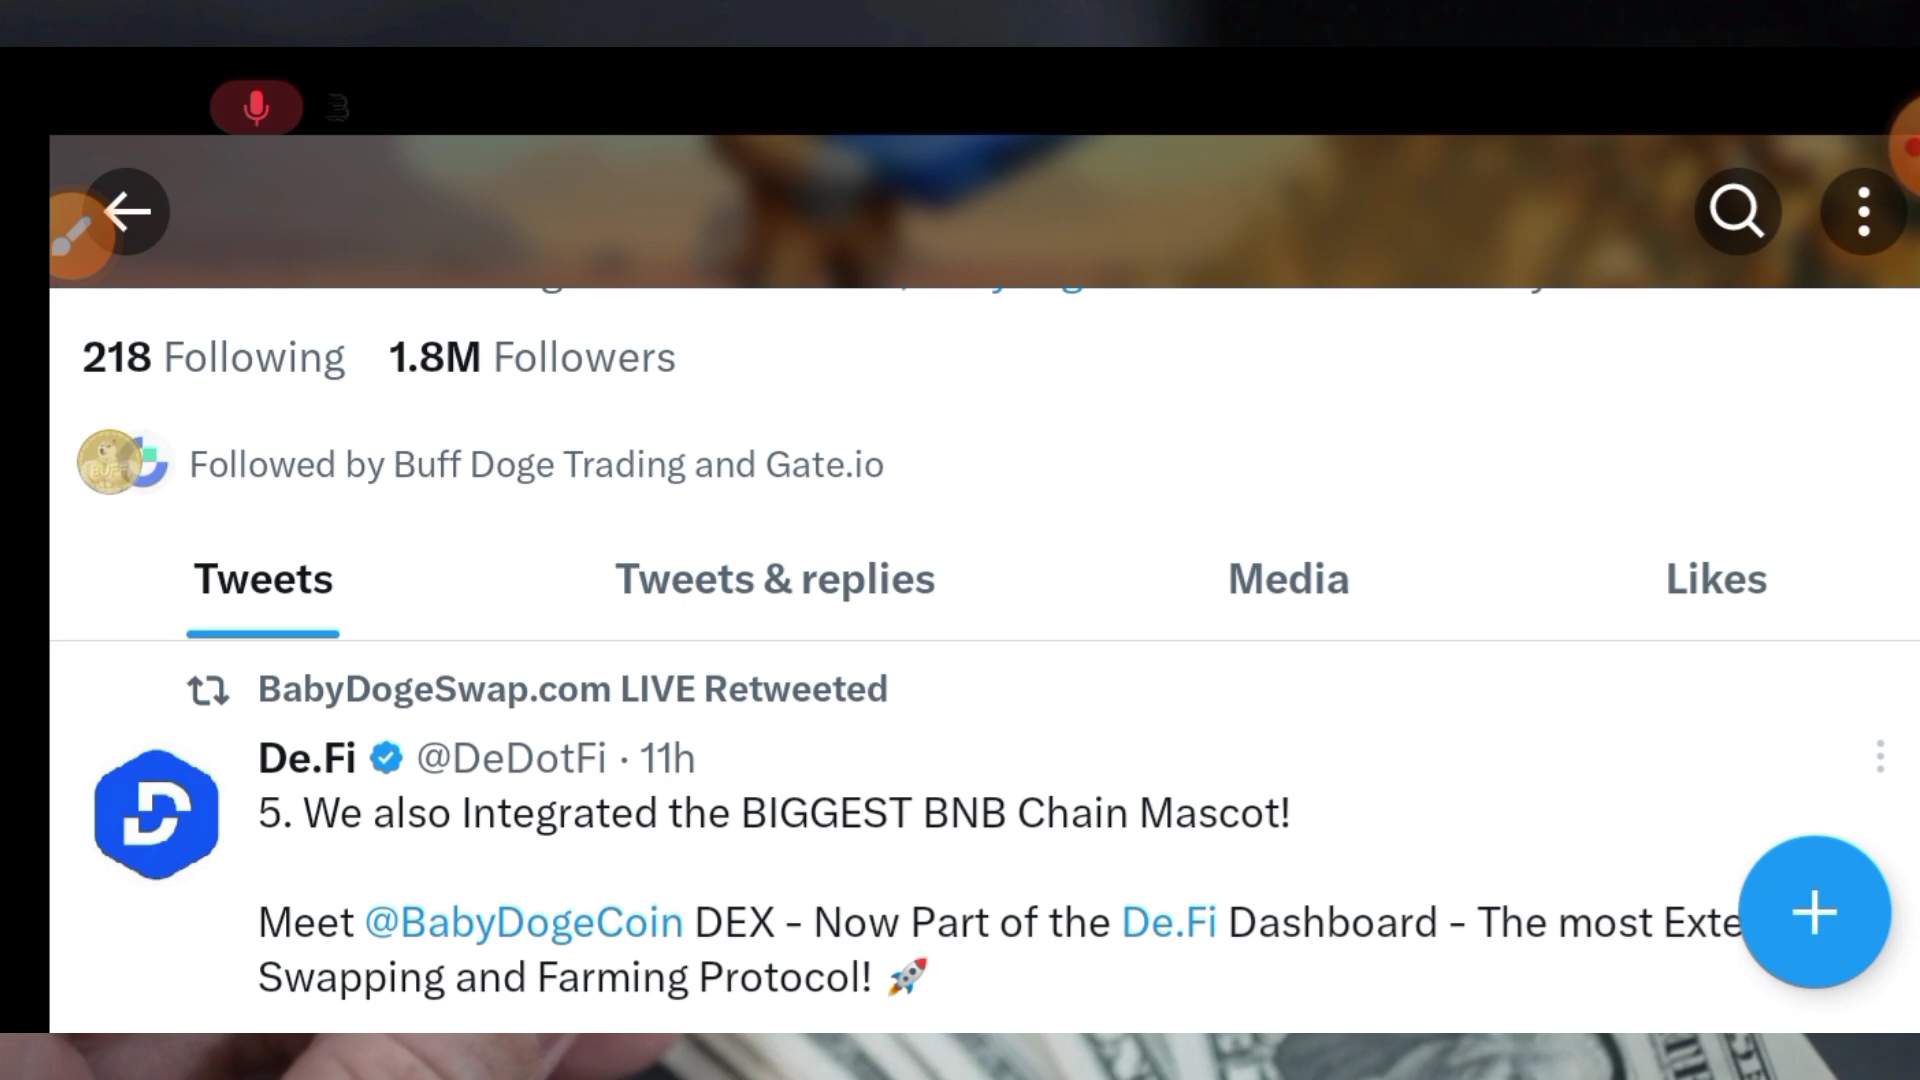 218 Following 1.8M Followers
Followed by Buff Doge Trading and Gate.io
Tweets Tweets & replies Media Likes
BabyDogeSwap.com LIVE Retweeted
De.Fi @DeDotFi · 11h
5. We also Integrated the BIGGEST BNB Chain Mascot!
Meet @BabyDogeCoin DEX - Now Part of the De.Fi Dashboard - The most Exte
Swapping and Farming Protocol! 🚀